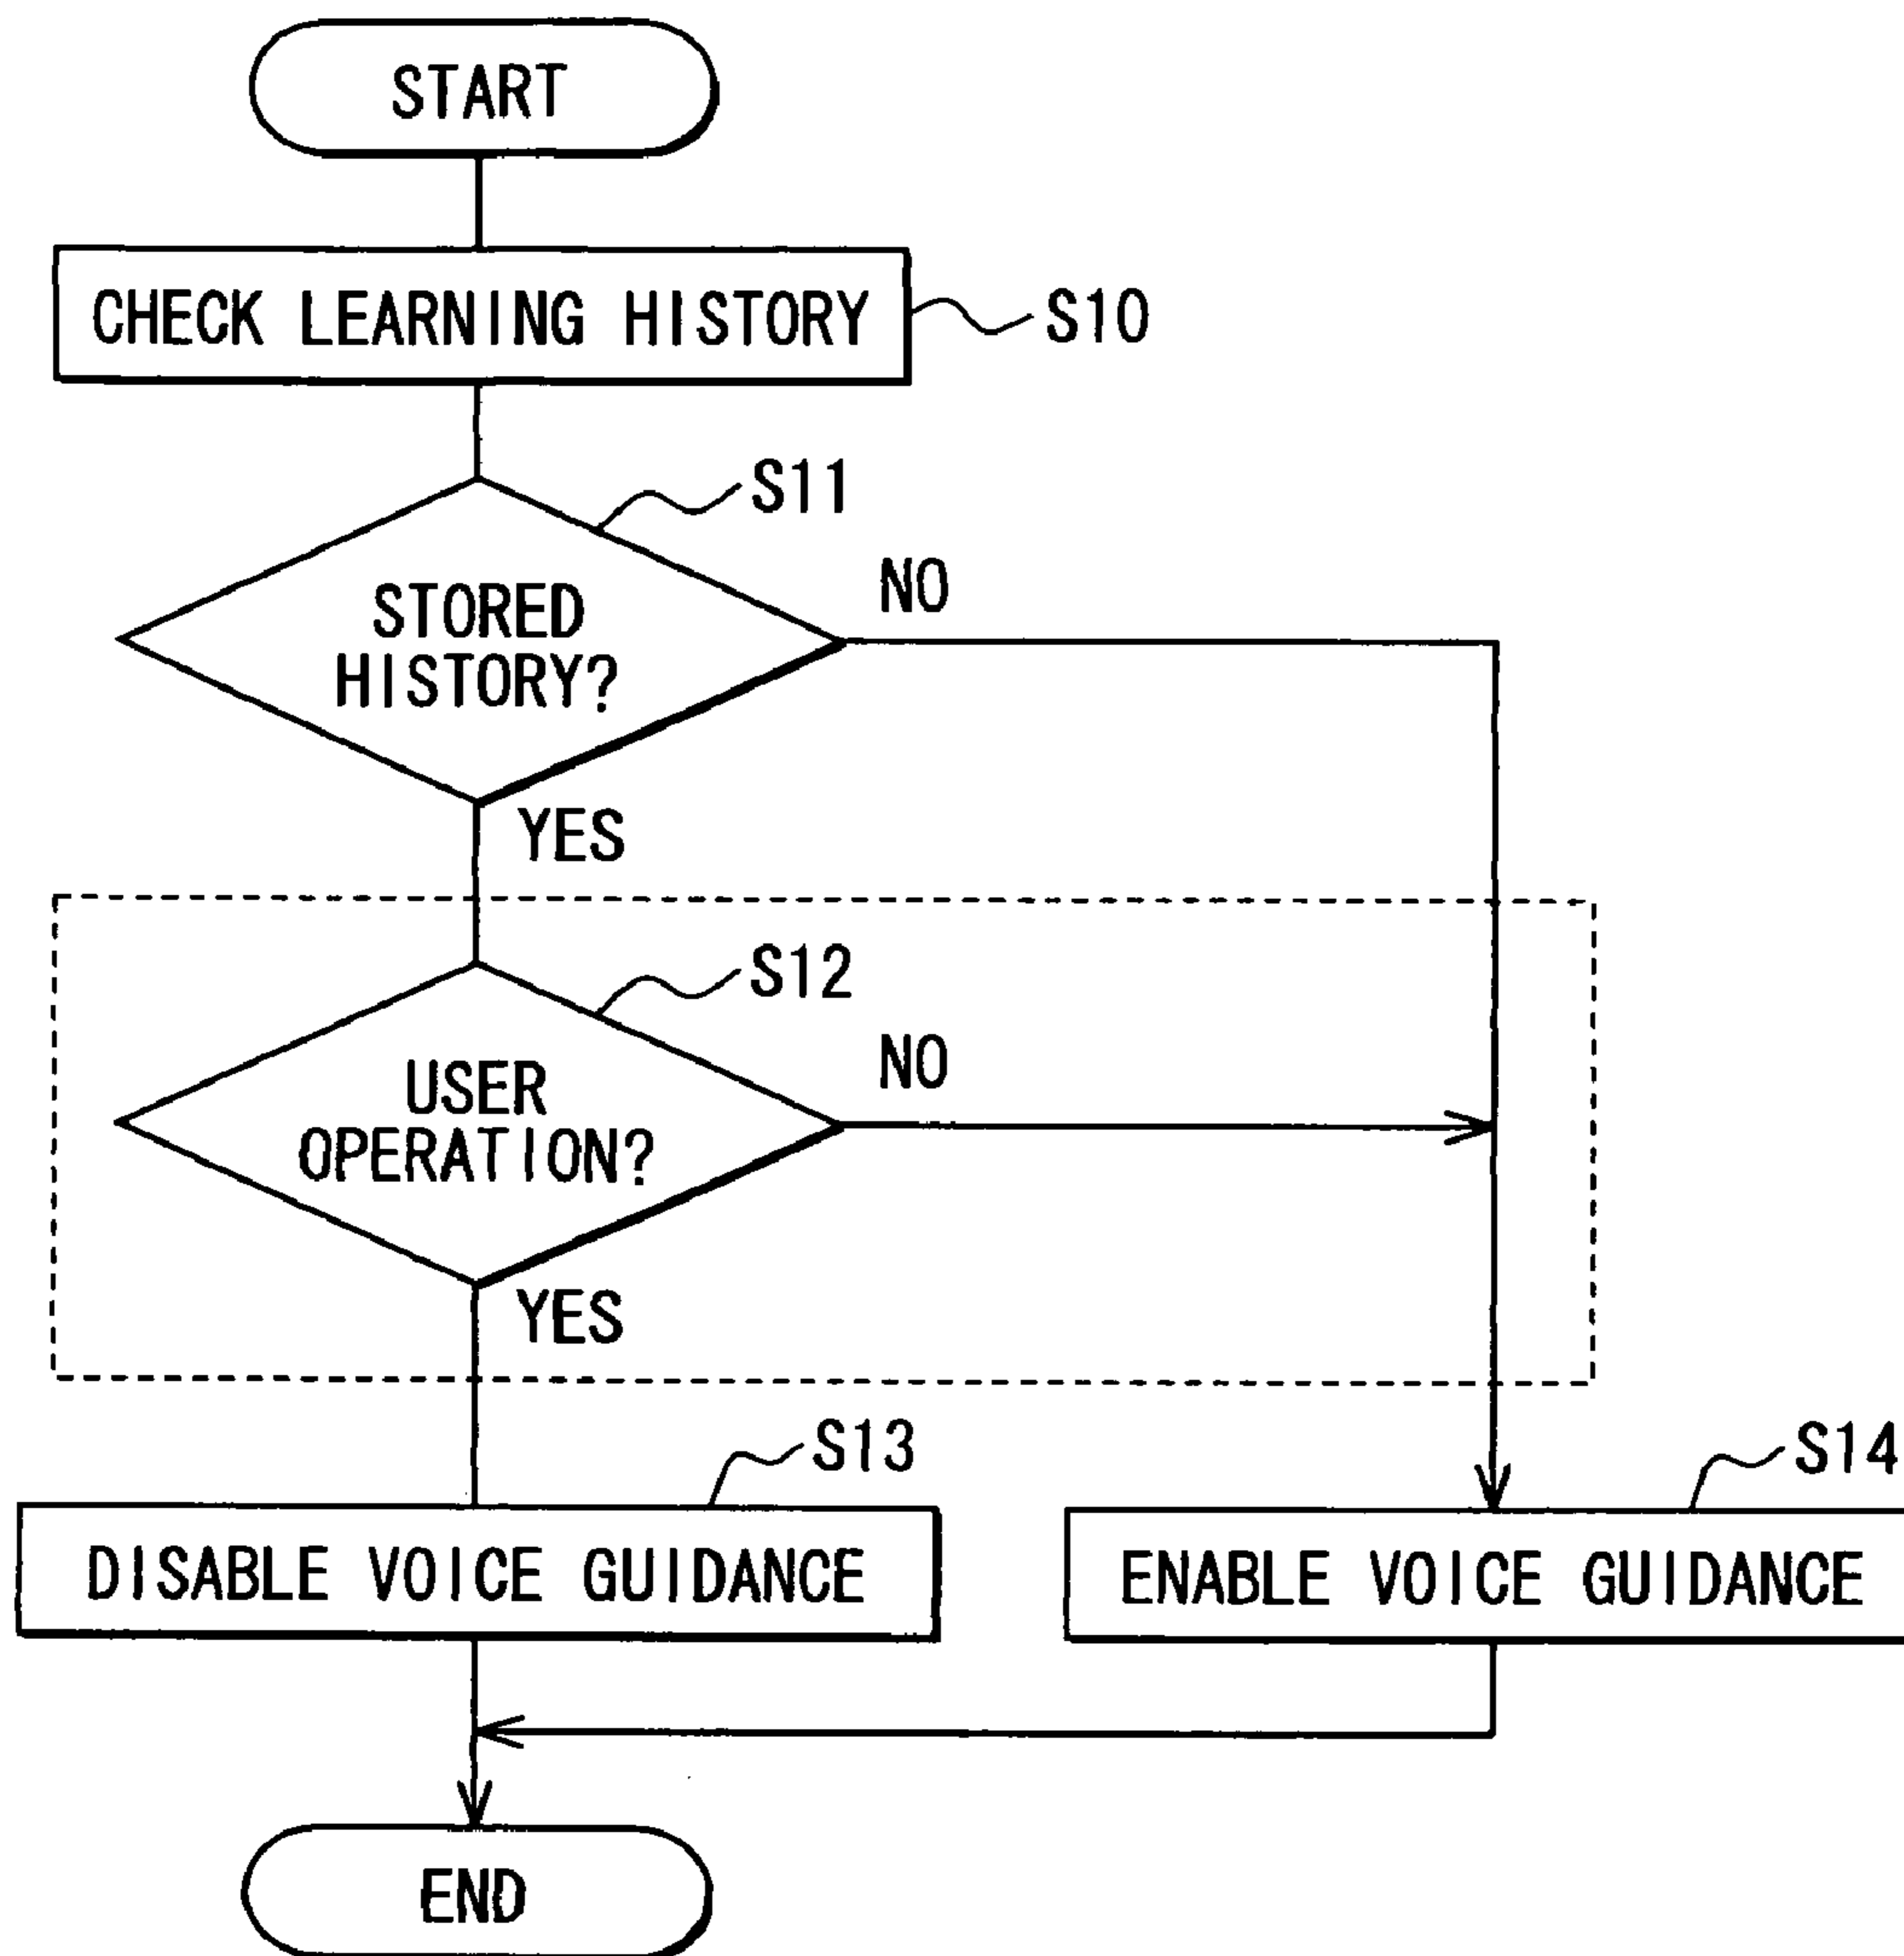 START
CHECK LEARNING HISTORY
S10
S11
STORED
HISTORY?
NO
YES
S12
USER
OPERATION?
NO
YES
S13
DISABLE VOICE GUIDANCE
S14
ENABLE VOICE GUIDANCE
END